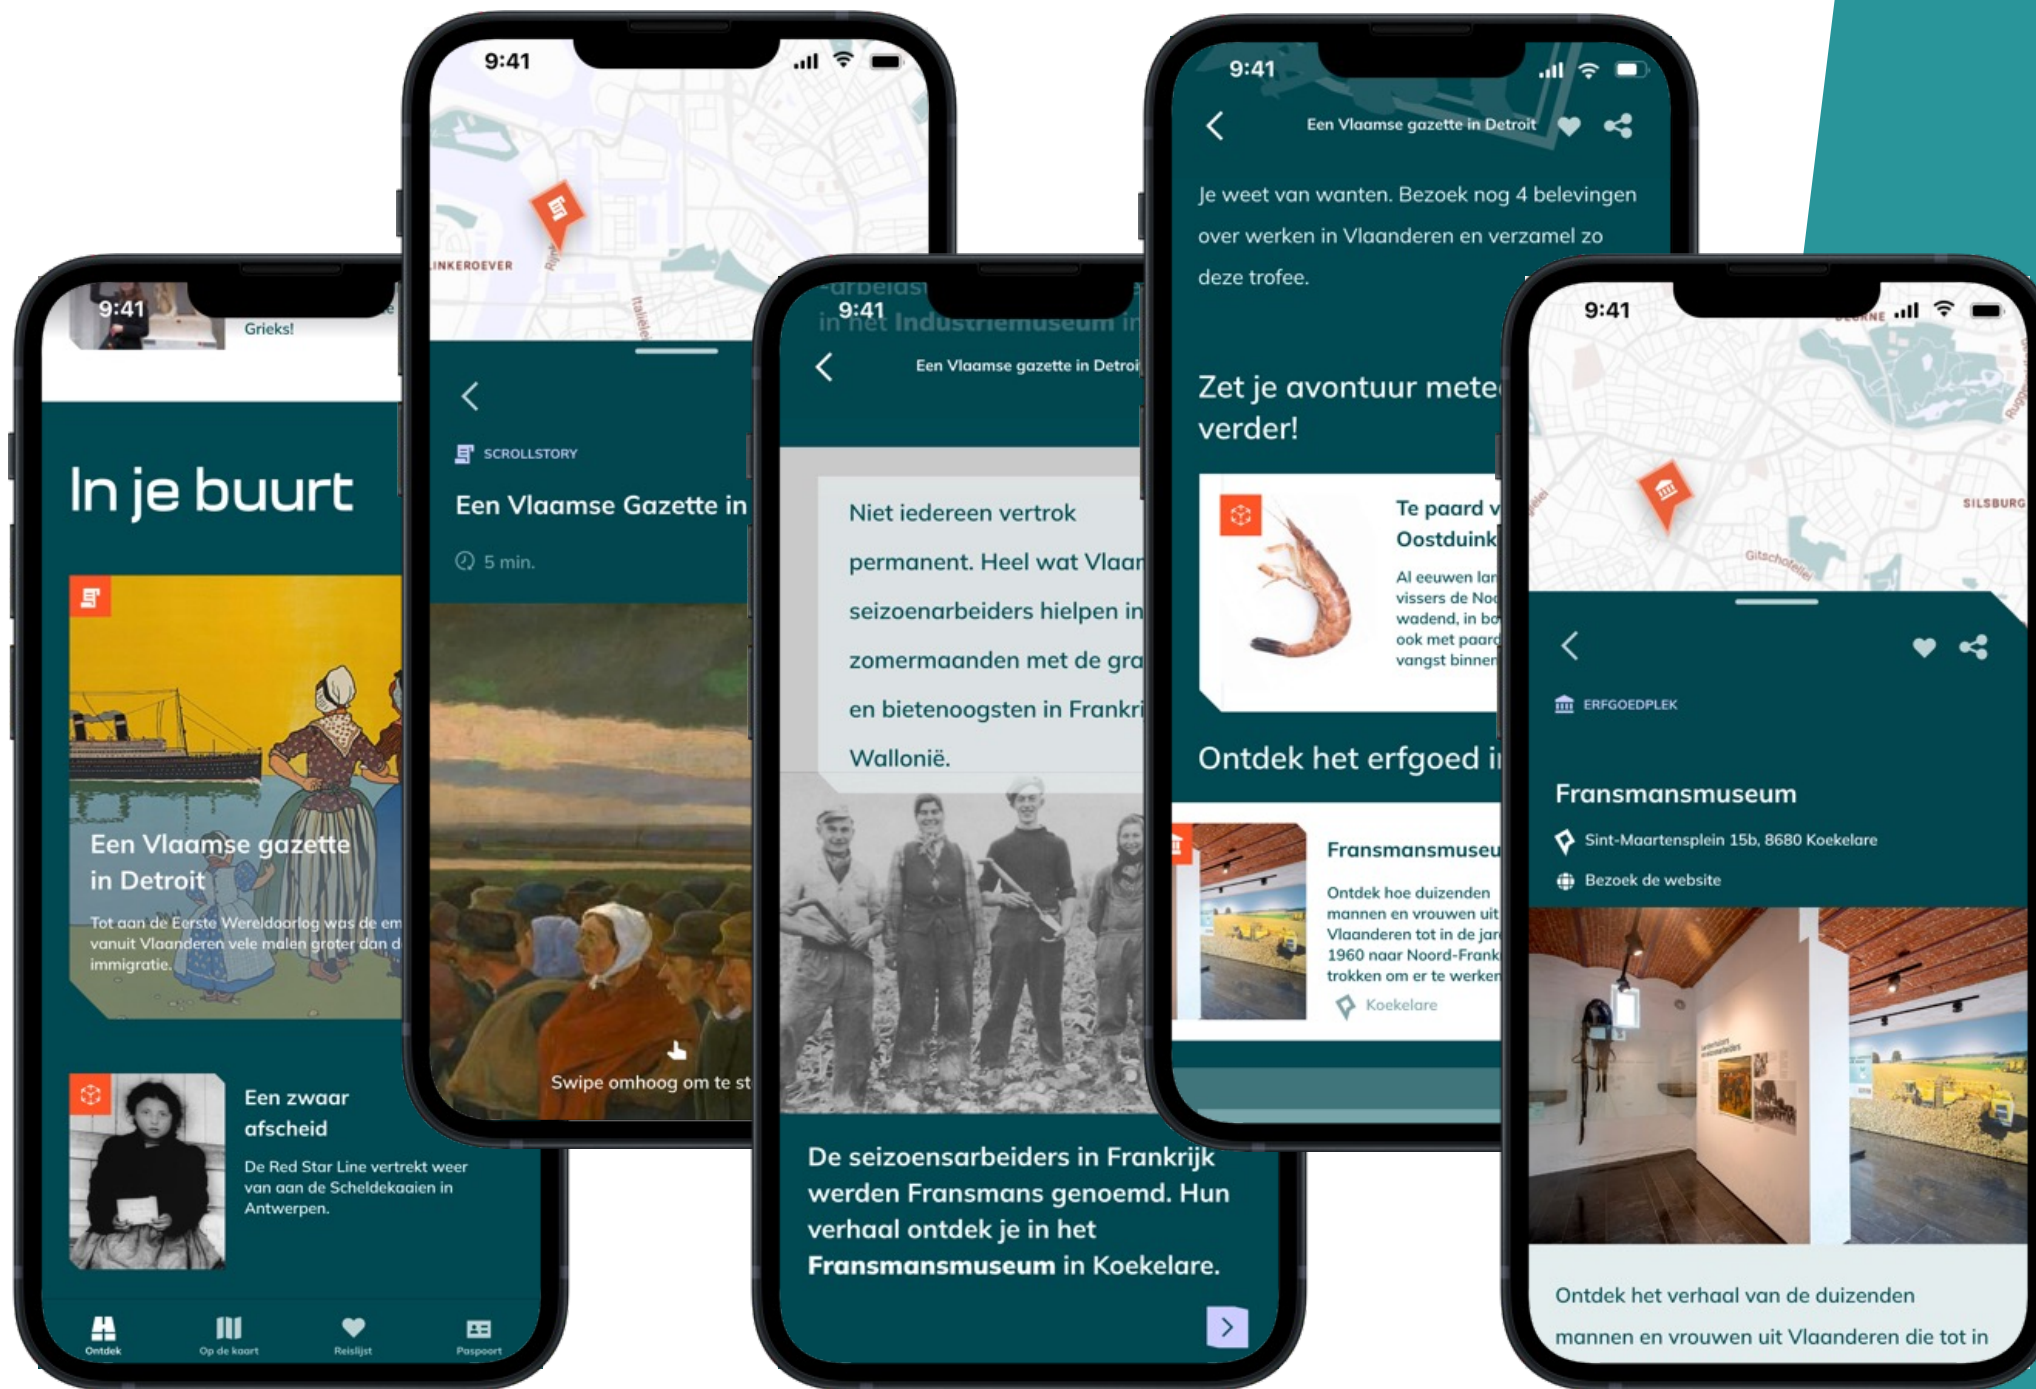 9:41
Grieks!
In je buurt
Een Vlaamse gazette
in Detroit
Tot aan de Eerste Wereldoorlog was de em
vanuit Vlaanderen vele malen groter dan d
immigratie.
Een zwaar
afscheid
De Red Star Line vertrekt weer
van aan de Scheldekaaien in
Antwerpen.
Ontdek
Op de kaart
Reislijst
Paspoort
9:41
LINKEROEVER
Rijn
Italiëlei
SCROLLSTORY
Een Vlaamse Gazette in
5 min.
Swipe omhoog om te st
9:41
in het Industriemuseum in
Een Vlaamse gazette in Detroi
Niet iedereen vertrok
permanent. Heel wat Vlaar
seizoenarbeiders hielpen in
zomermaanden met de gra
en bietenoogsten in Frankri
Wallonië.
De seizoensarbeiders in Frankrijk
werden Fransmans genoemd. Hun
verhaal ontdek je in het
Fransmansmuseum in Koekelare.
9:41
Een Vlaamse gazette in Detroit
Je weet van wanten. Bezoek nog 4 belevingen
over werken in Vlaanderen en verzamel zo
deze trofee.
Zet je avontuur mete
verder!
Te paard v
Oostduink
Al eeuwen lan
vissers de Noo
wadend, in bo
ook met paard
vangst binnen
Ontdek het erfgoed i
Fransmansmuseu
Ontdek hoe duizenden
mannen en vrouwen uit
Vlaanderen tot in de jar
1960 naar Noord-Frank
trokken om er te werken
Koekelare
9:41
SILSBURG
Gitschotellei
ERFGOEDPLEK
Fransmansmuseum
Sint-Maartensplein 15b, 8680 Koekelare
Bezoek de website
Ontdek het verhaal van de duizenden
mannen en vrouwen uit Vlaanderen die tot in